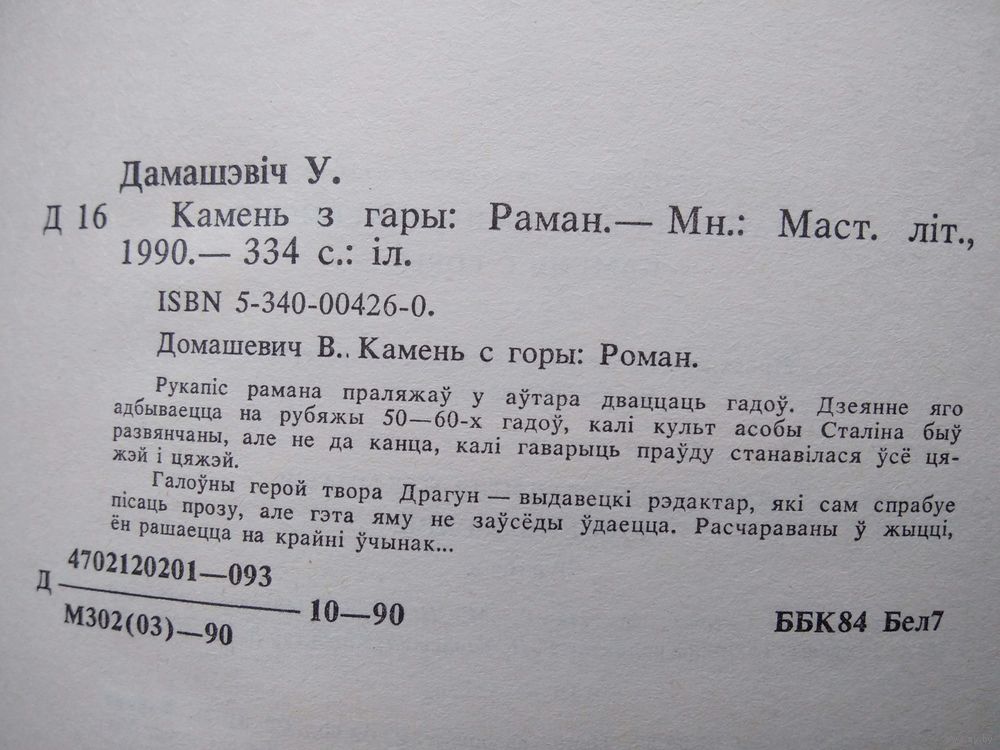 Дамашэвіч У.
Д 16 Камень з гары: Раман.— Мн.: Маст. літ.,
1990.— 334 с.: іл.
ISBN 5-340-00426-0.
Домашевич В.. Камень с горы: Роман.
Рукапіс рамана праляжаў у аўтара дваццаць гадоў. Дзеянне яго
адбываецца на рубяжы 50—60-х гадоў, калі культ асобы Сталіна быў
развянчаны, але не да канца, калі гаварыць праўду станавілася ўсё ця-
жэй і цяжэй.
Галоўны герой твора Драгун — выдавецкі рэдактар, які сам спрабуе
пісаць прозу, але гэта яму не заўсёды ўдаецца. Расчараваны ў жыцці,
ён рашаецца на крайні ўчынак...
4702120201—093
Д 10—90
М302(03)—90
ББК84 Бел7